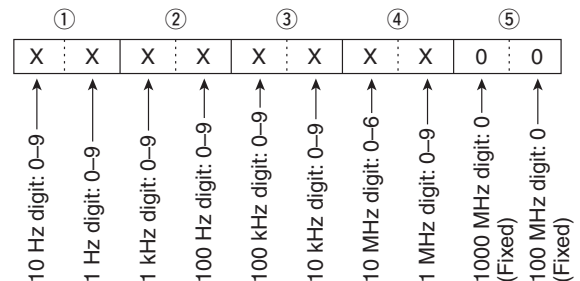 ① ② ③ ④ ⑤
X X X X X X X X 0 0
10 Hz digit: 0–9
1 Hz digit: 0–9
1 kHz digit: 0–9
100 Hz digit: 0–9
100 kHz digit: 0–9
10 kHz digit: 0–9
10 MHz digit: 0–6
1 MHz digit: 0–9
1000 MHz digit: 0
(Fixed)
100 MHz digit: 0
(Fixed)